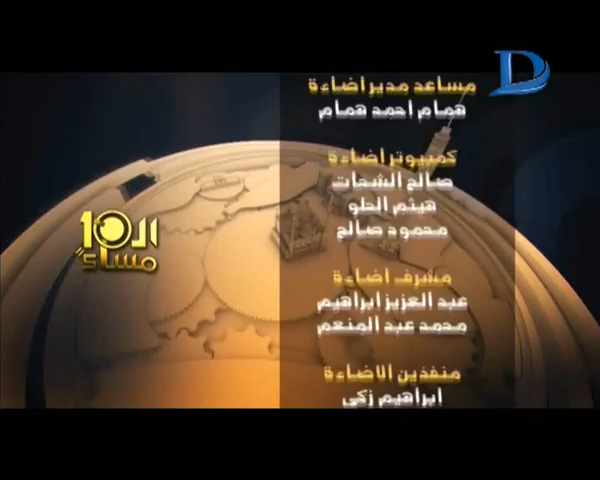 مساعد مدير اضاءة
همام احمد همام
كمبيوتر اضاءة
صالح الشحات
هيثم الحلو
محمود صالح
مشرف اضاءة
عبد العزيز ابراهيم
محمد عبد المنعم
منفذين الاضاءة
ابراهيم زكى
الـ10
مساءً
D